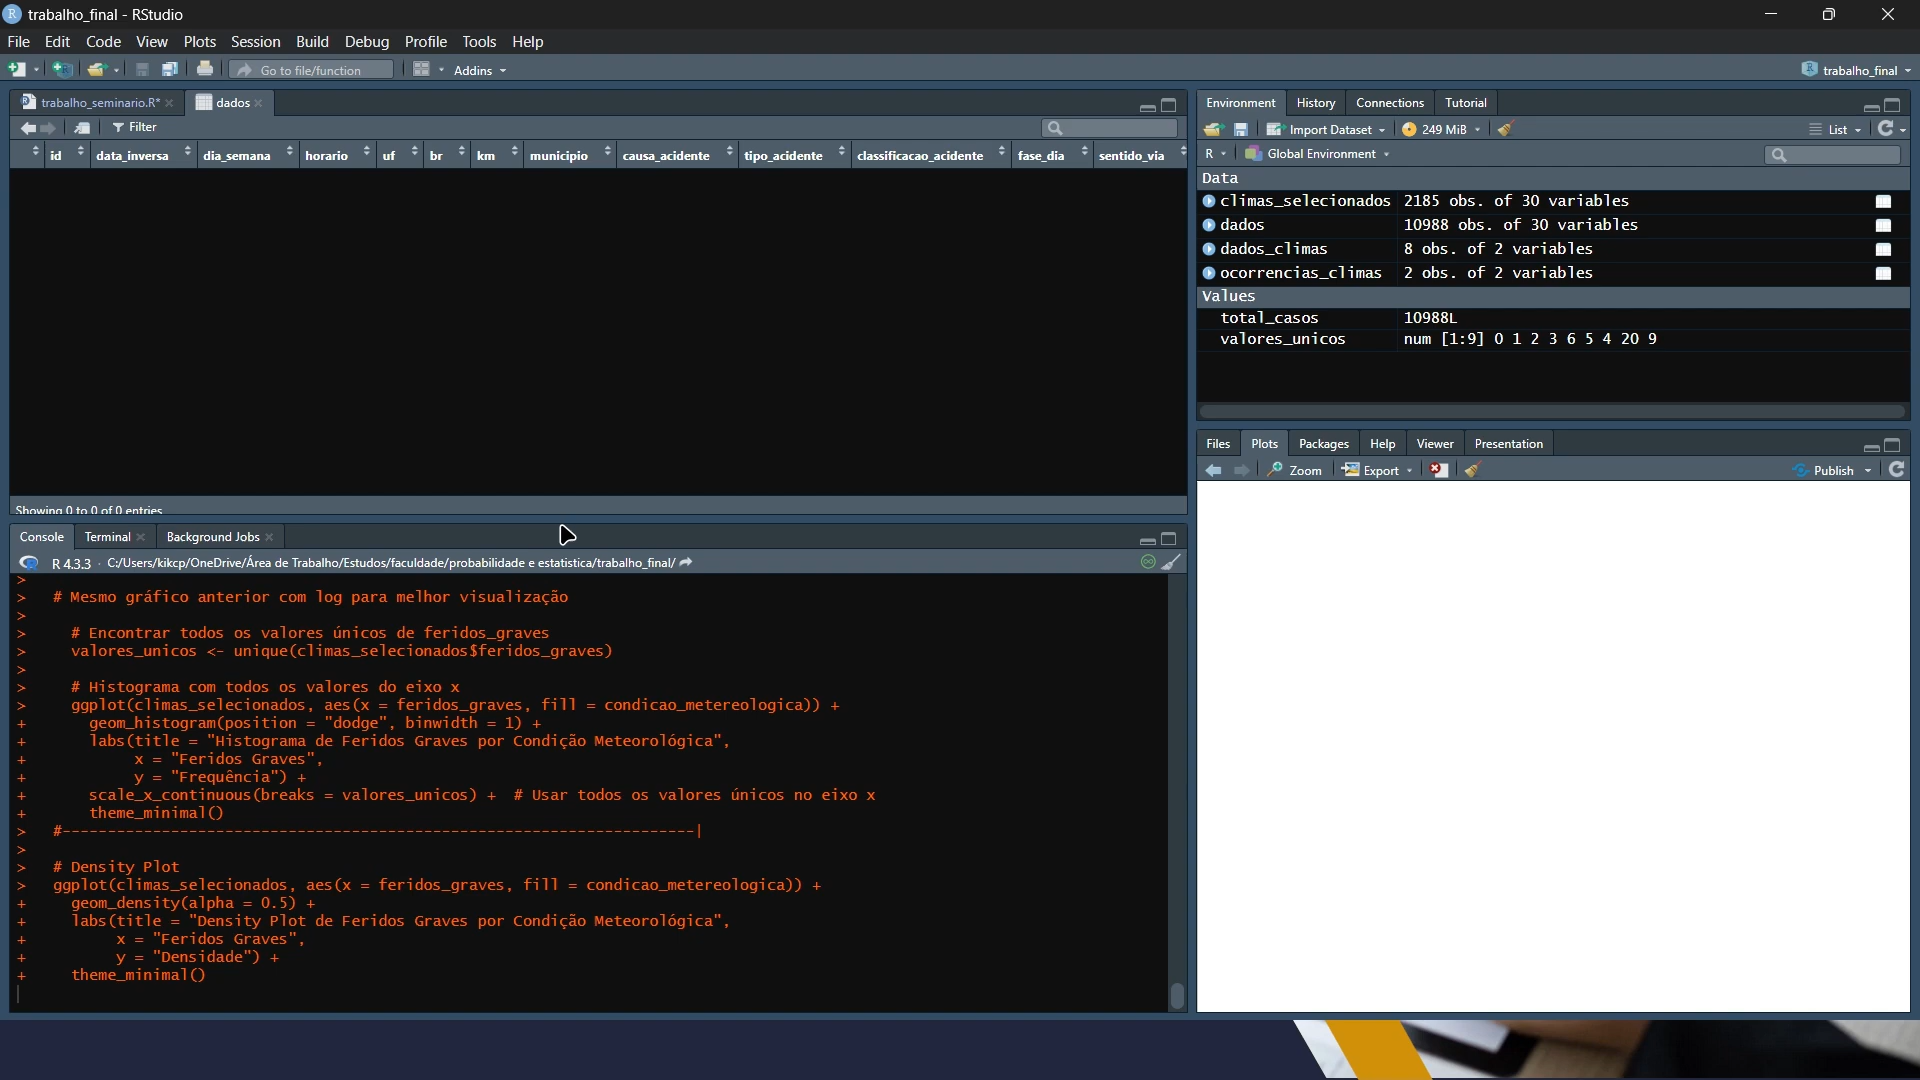 trabalho_final - RStudio
File Edit Code View Plots Session Build Debug Profile Tools Help
Go to file/function Addins trabalho_final
trabalho_seminario.R* dados
Filter
id data_inversa dia_semana horario uf br km municipio causa_acidente tipo_acidente classificacao_acidente fase_dia sentido_via
Showing 0 to 0 of 0 entries
Console Terminal Background Jobs
R 4.3.3 · C:/Users/kikcp/OneDrive/Área de Trabalho/Estudos/faculdade/probabilidade e estatistica/trabalho_final/
>
> # Mesmo gráfico anterior com log para melhor visualização
>
> # Encontrar todos os valores únicos de feridos_graves
> valores_unicos <- unique(climas_selecionados$feridos_graves)
>
> # Histograma com todos os valores do eixo x
> ggplot(climas_selecionados, aes(x = feridos_graves, fill = condicao_metereologica)) +
+ geom_histogram(position = "dodge", binwidth = 1) +
+ labs(title = "Histograma de Feridos Graves por Condição Meteorológica",
+ x = "Feridos Graves",
+ y = "Frequência") +
+ scale_x_continuous(breaks = valores_unicos) + # Usar todos os valores únicos no eixo x
+ theme_minimal()
> #----------------------------------------------------------------------|
>
> # Density Plot
> ggplot(climas_selecionados, aes(x = feridos_graves, fill = condicao_metereologica)) +
+ geom_density(alpha = 0.5) +
+ labs(title = "Density Plot de Feridos Graves por Condição Meteorológica",
+ x = "Feridos Graves",
+ y = "Densidade") +
+ theme_minimal()
Environment History Connections Tutorial
Import Dataset 249 MiB List
R Global Environment
Data
climas_selecionados 2185 obs. of 30 variables
dados 10988 obs. of 30 variables
dados_climas 8 obs. of 2 variables
ocorrencias_climas 2 obs. of 2 variables
Values
total_casos 10988L
valores_unicos num [1:9] 0 1 2 3 6 5 4 20 9
Files Plots Packages Help Viewer Presentation
Zoom Export Publish